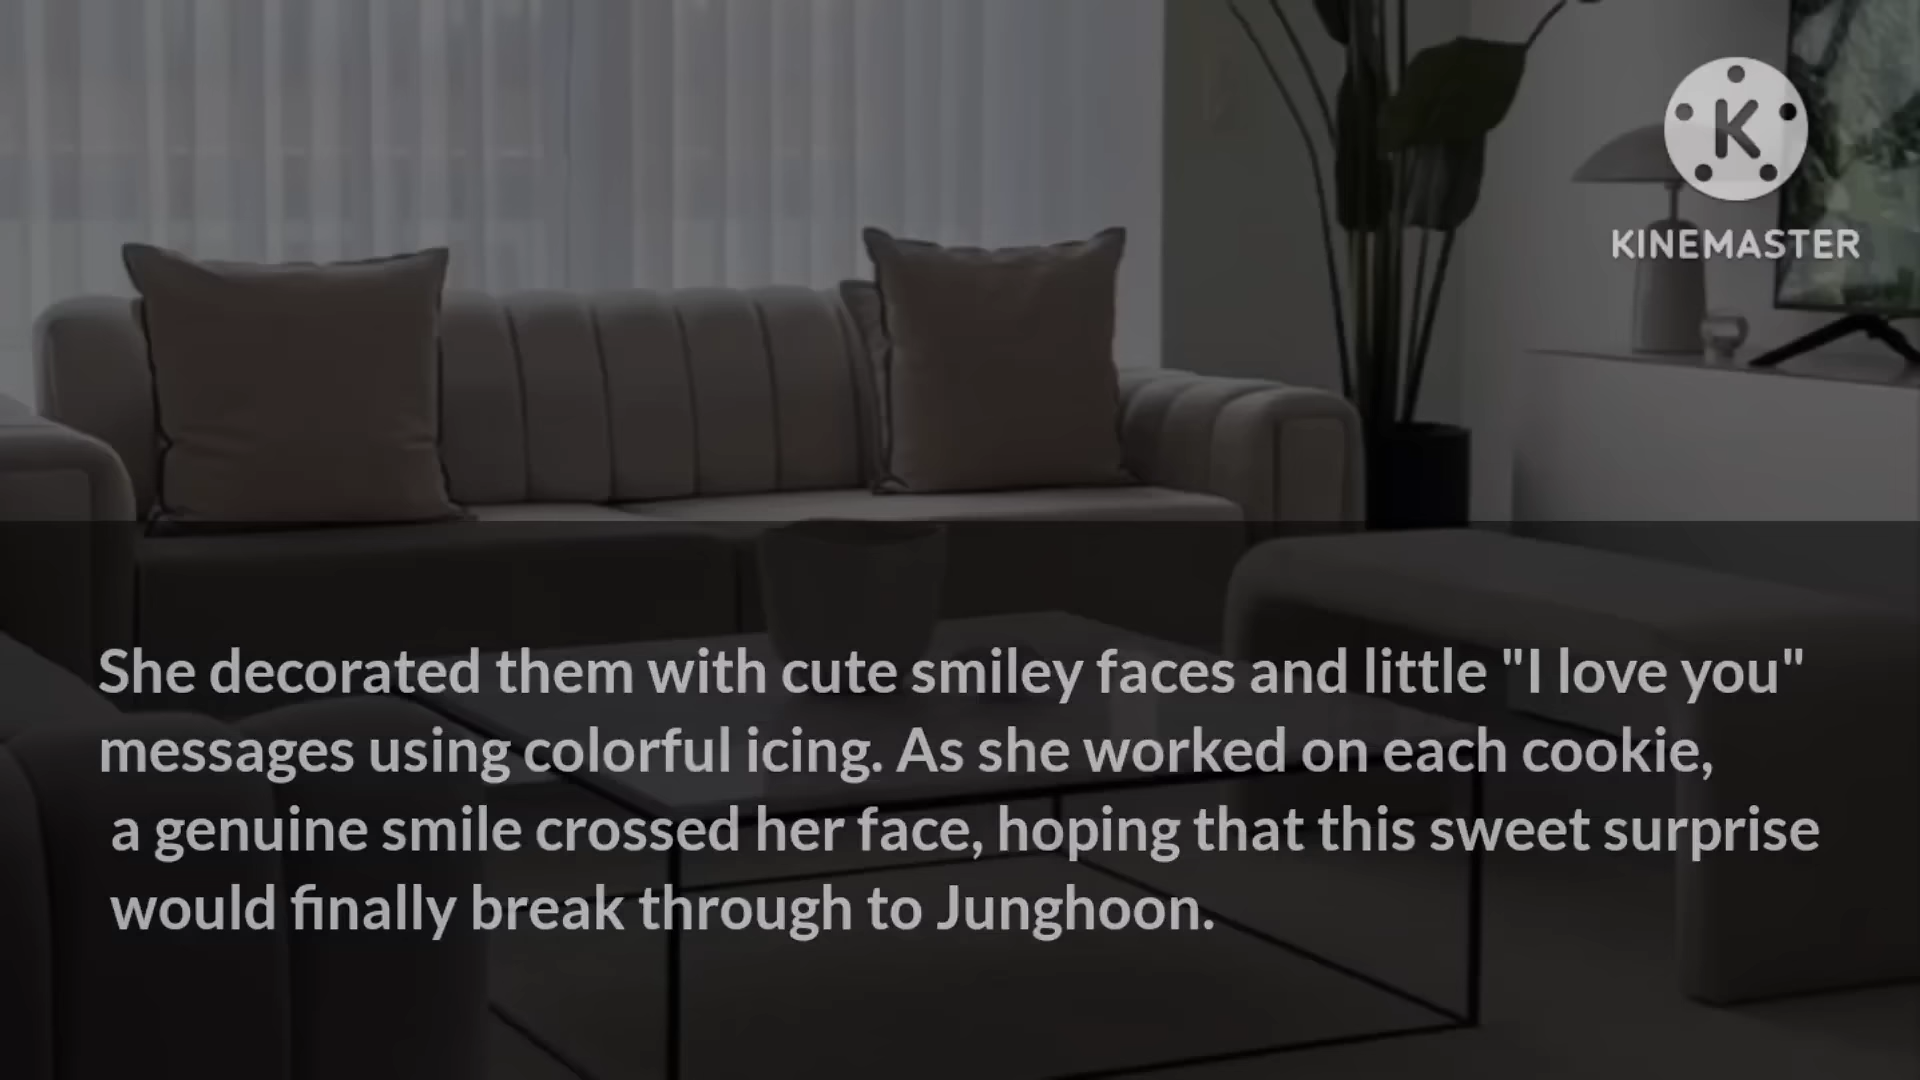 K
KINEMASTER
She decorated them with cute smiley faces and little "I love you"
messages using colorful icing. As she worked on each cookie,
a genuine smile crossed her face, hoping that this sweet surprise
would finally break through to Junghoon.